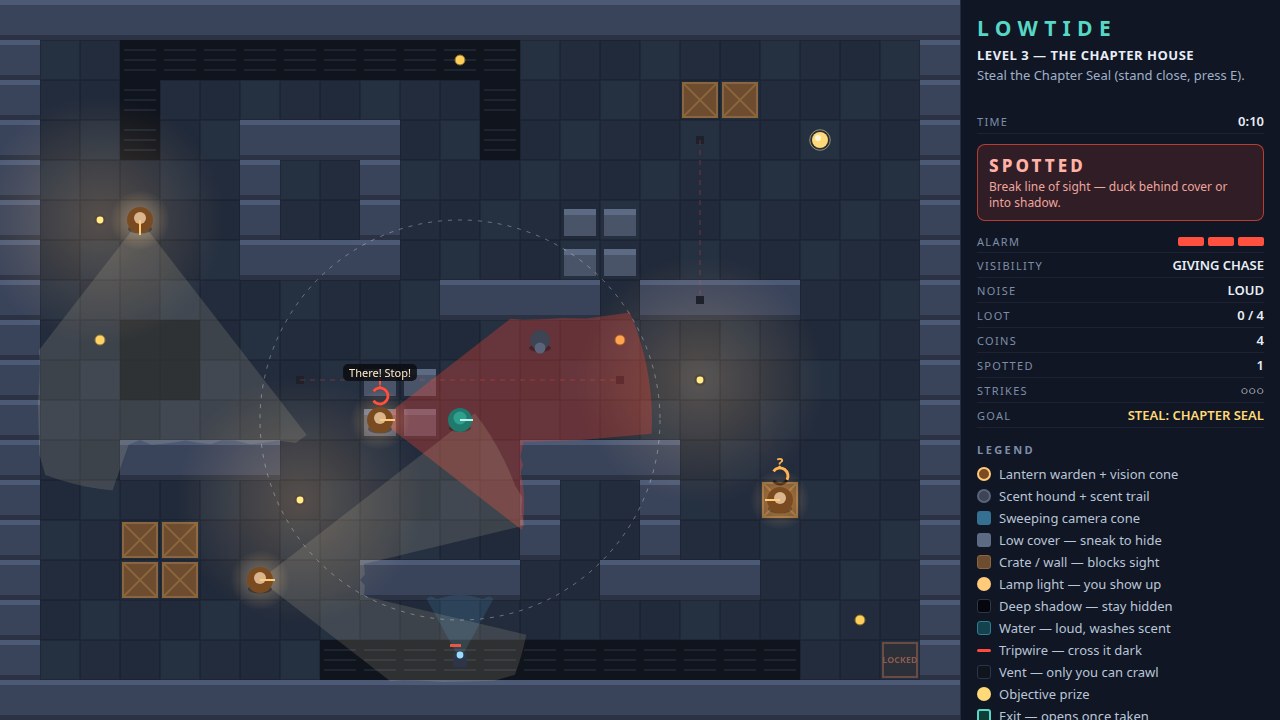 LOWTIDE
LEVEL 3 — THE CHAPTER HOUSE
Steal the Chapter Seal (stand close, press E).
TIME 0:10
SPOTTED
Break line of sight — duck behind cover or
into shadow.
ALARM
VISIBILITY GIVING CHASE
NOISE LOUD
LOOT 0 / 4
COINS 4
SPOTTED 1
STRIKES ○○○
GOAL STEAL: CHAPTER SEAL
LEGEND
Lantern warden + vision cone
Scent hound + scent trail
Sweeping camera cone
Low cover — sneak to hide
Crate / wall — blocks sight
Lamp light — you show up
Deep shadow — stay hidden
Water — loud, washes scent
Tripwire — cross it dark
Vent — only you can crawl
Objective prize
Exit — opens once taken
There! Stop!
!
?
LOCKED